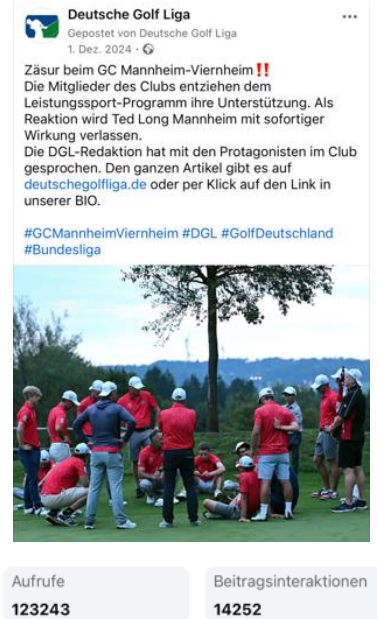 Deutsche Golf Liga
Gepostet von Deutsche Golf Liga
1. Dez. 2024 ·
Zäsur beim GC Mannheim-Viernheim‼️
Die Mitglieder des Clubs entziehen dem
Leistungssport-Programm ihre Unterstützung. Als
Reaktion wird Ted Long Mannheim mit sofortiger
Wirkung verlassen.
Die DGL-Redaktion hat mit den Protagonisten im Club
gesprochen. Den ganzen Artikel gibt es auf
deutschegolfliga.de oder per Klick auf den Link in
unserer BIO.
#GCMannheimViernheim #DGL #GolfDeutschland
#Bundesliga
Aufrufe
123243
Beitragsinteraktionen
14252